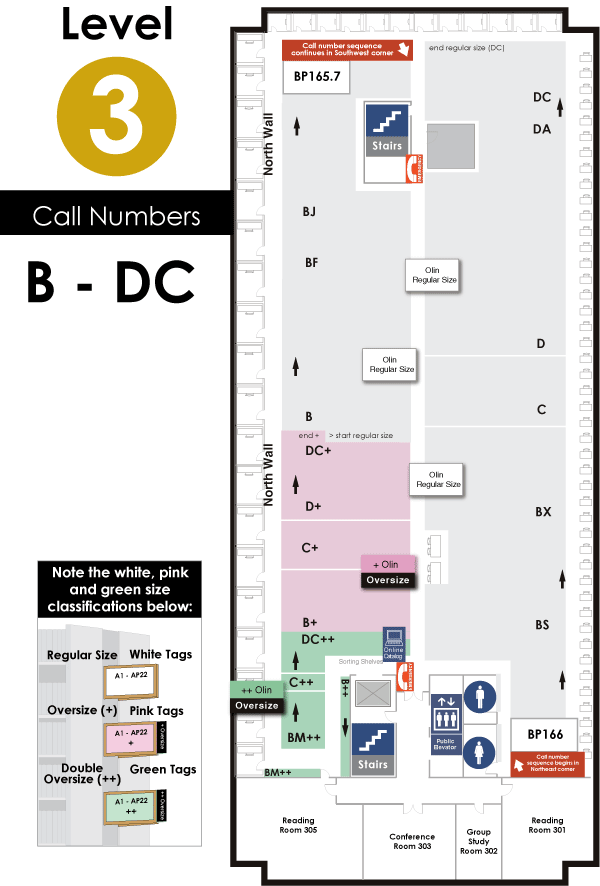 Level
3
Call Numbers
B - DC
Call number sequence
continues in Southwest corner
BP165.7
end regular size (DC)
North Wall
Stairs
EMERGENCY
DC
DA
BJ
BF
Olin
Regular Size
D
Olin
Regular Size
C
B
end + > start regular size
North Wall
DC+
Olin
Regular Size
D+
BX
C+
+ Olin
Oversize
B+
BS
DC++
Online
Catalog
Sorting Shelves
C++
B++
++ Olin
Oversize
BM++
Stairs
Public
Elevator
BP166
Call number
sequence begins in
Northeast corner
BM++
Reading
Room 305
Conference
Room 303
Group
Study
Room 302
Reading
Room 301
Note the white, pink
and green size
classifications below:
Regular Size White Tags
A1 - AP22
Oversize (+) Pink Tags
A1 - AP22
+
+ Oversize
Double
Oversize (++) Green Tags
A1 - AP22
++
++ Oversize